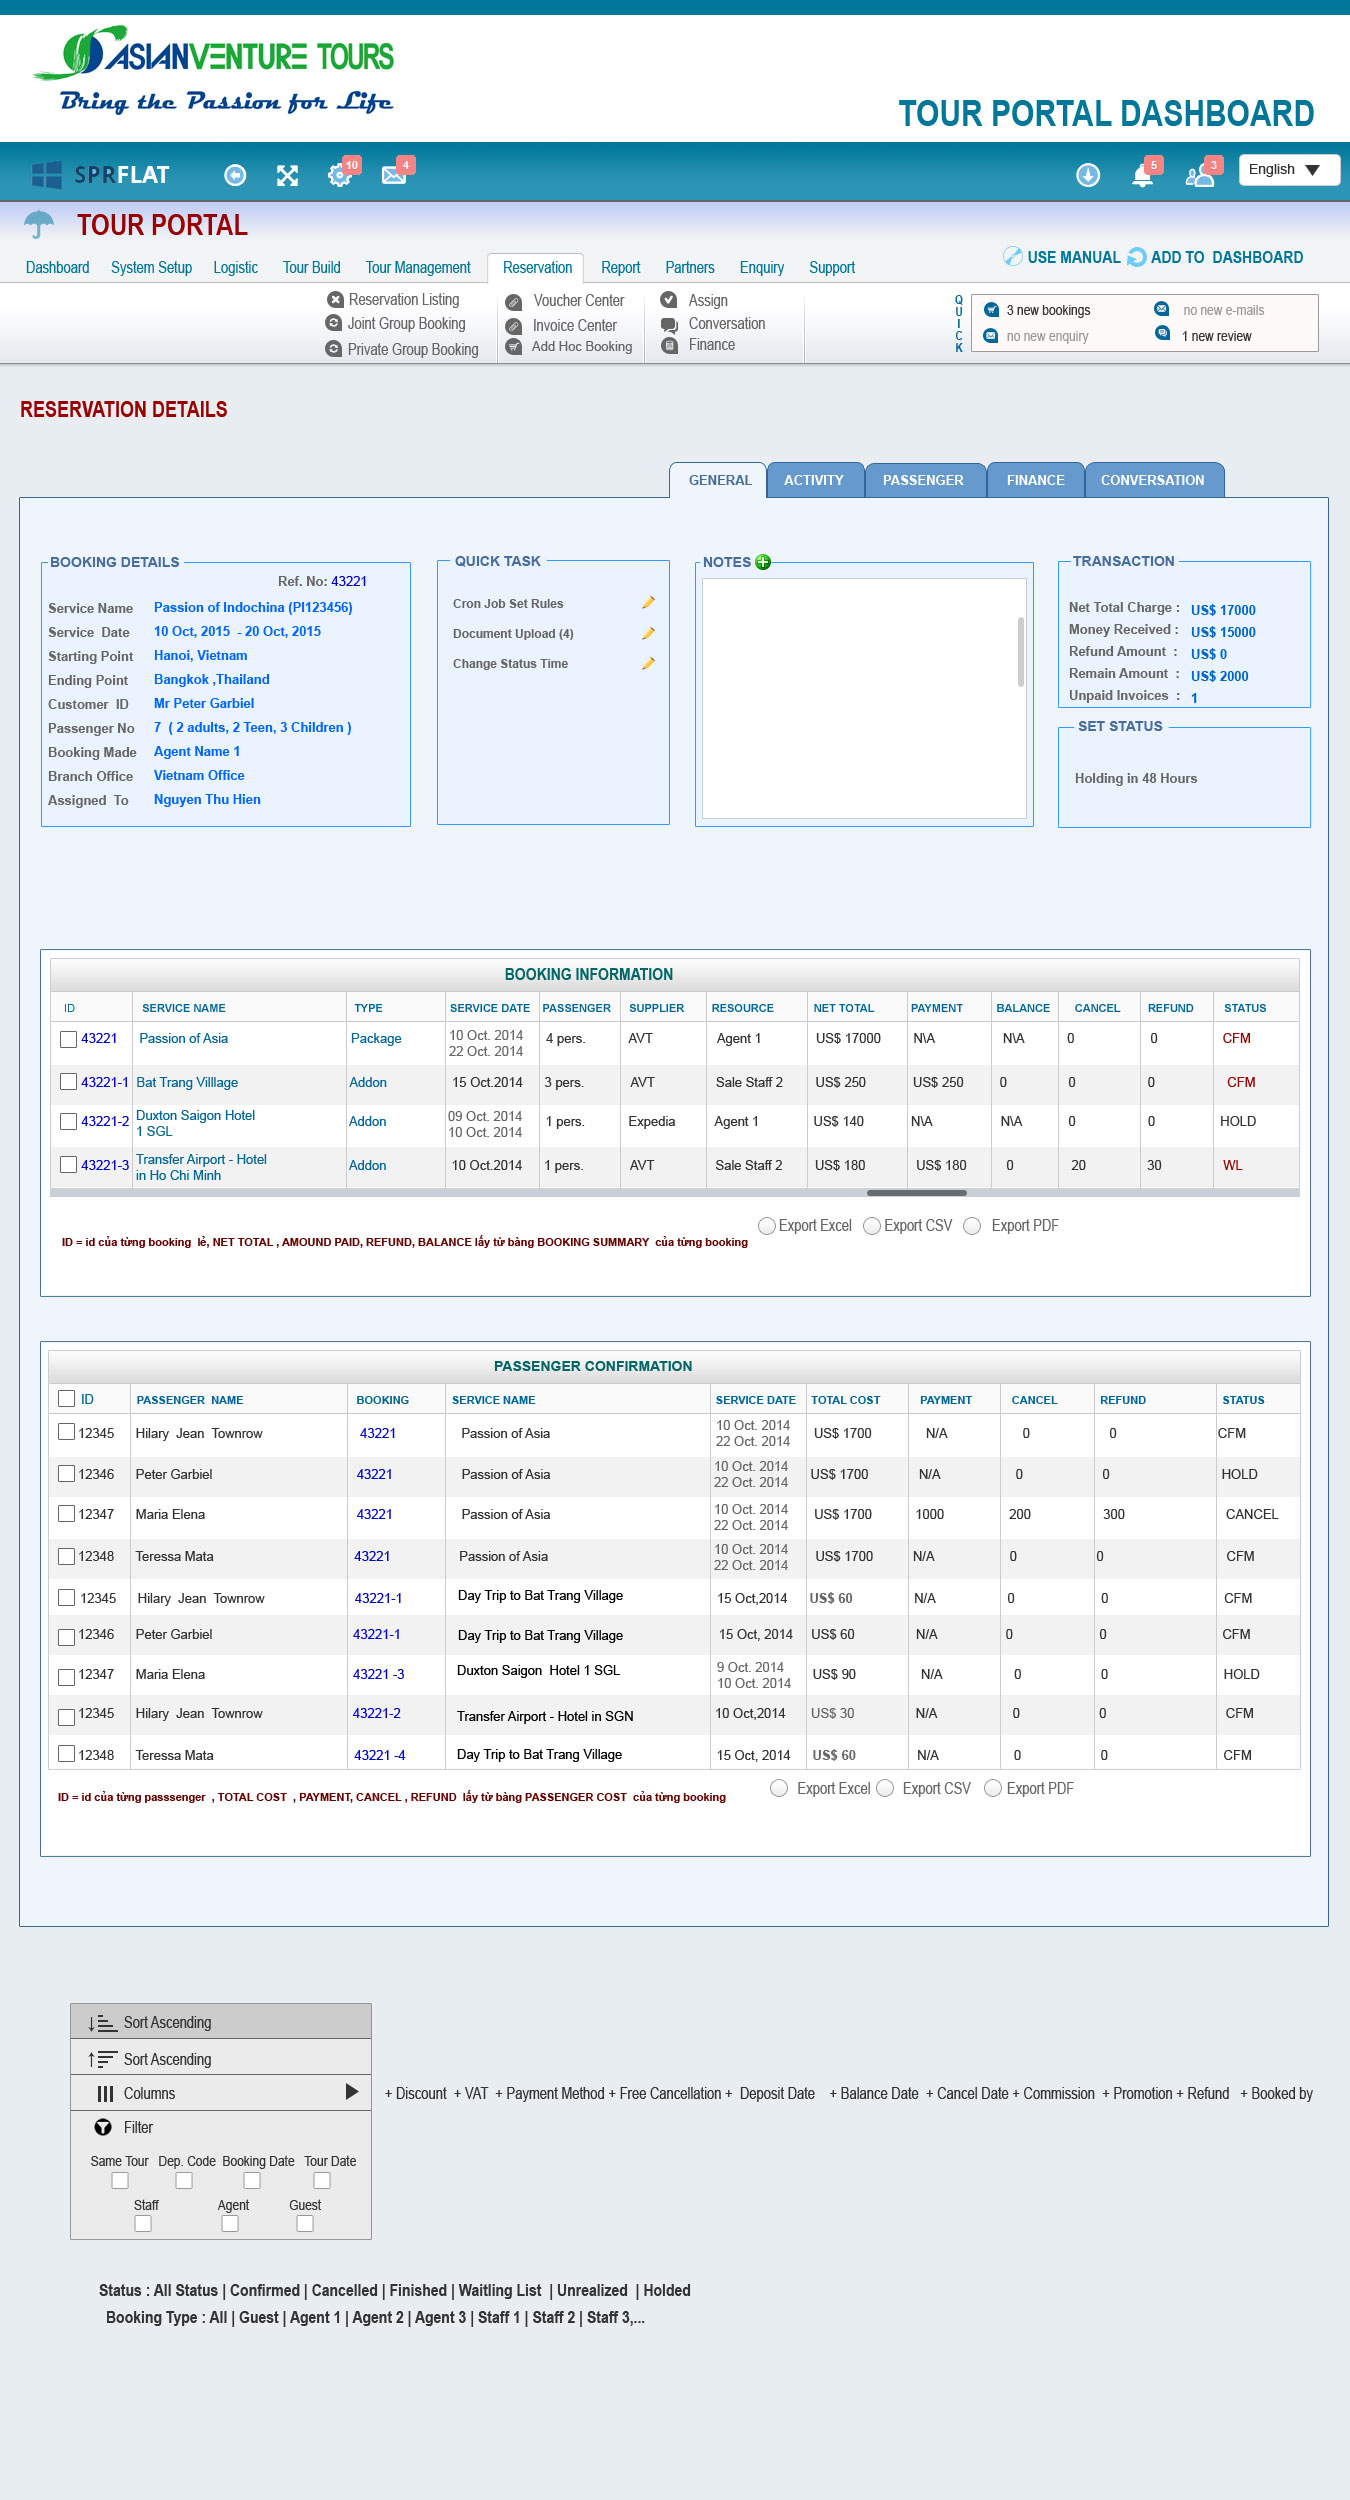 ASIANVENTURE TOURS
Bring the Passion for Life
TOUR PORTAL DASHBOARD
SPRFLAT 10 4 5 3 English
TOUR PORTAL
USE MANUAL ADD TO DASHBOARD
Dashboard System Setup Logistic Tour Build Tour Management Reservation Report Partners Enquiry Support
Reservation Listing Voucher Center Assign
Joint Group Booking Invoice Center Conversation
Private Group Booking Add Hoc Booking Finance
QUICK
3 new bookings no new e-mails
no new enquiry 1 new review
RESERVATION DETAILS
GENERAL ACTIVITY PASSENGER FINANCE CONVERSATION
BOOKING DETAILS
Ref. No: 43221
Service Name Passion of Indochina (PI123456)
Service Date 10 Oct, 2015 - 20 Oct, 2015
Starting Point Hanoi, Vietnam
Ending Point Bangkok ,Thailand
Customer ID Mr Peter Garbiel
Passenger No 7 ( 2 adults, 2 Teen, 3 Children )
Booking Made Agent Name 1
Branch Office Vietnam Office
Assigned To Nguyen Thu Hien
QUICK TASK
Cron Job Set Rules
Document Upload (4)
Change Status Time
NOTES
TRANSACTION
Net Total Charge : US$ 17000
Money Received : US$ 15000
Refund Amount : US$ 0
Remain Amount : US$ 2000
Unpaid Invoices : 1
SET STATUS
Holding in 48 Hours
BOOKING INFORMATION
ID SERVICE NAME TYPE SERVICE DATE PASSENGER SUPPLIER RESOURCE NET TOTAL PAYMENT BALANCE CANCEL REFUND STATUS
43221 Passion of Asia Package 10 Oct. 2014 22 Oct. 2014 4 pers. AVT Agent 1 US$ 17000 N\A N\A 0 0 CFM
43221-1 Bat Trang Villlage Addon 15 Oct.2014 3 pers. AVT Sale Staff 2 US$ 250 US$ 250 0 0 0 CFM
43221-2 Duxton Saigon Hotel 1 SGL Addon 09 Oct. 2014 10 Oct. 2014 1 pers. Expedia Agent 1 US$ 140 N\A N\A 0 0 HOLD
43221-3 Transfer Airport - Hotel in Ho Chi Minh Addon 10 Oct.2014 1 pers. AVT Sale Staff 2 US$ 180 US$ 180 0 20 30 WL
Export Excel Export CSV Export PDF
ID = id của từng booking lẻ, NET TOTAL , AMOUND PAID, REFUND, BALANCE lấy từ bàng BOOKING SUMMARY của từng booking
PASSENGER CONFIRMATION
ID PASSENGER NAME BOOKING SERVICE NAME SERVICE DATE TOTAL COST PAYMENT CANCEL REFUND STATUS
12345 Hilary Jean Townrow 43221 Passion of Asia 10 Oct. 2014 22 Oct. 2014 US$ 1700 N/A 0 0 CFM
12346 Peter Garbiel 43221 Passion of Asia 10 Oct. 2014 22 Oct. 2014 US$ 1700 N/A 0 0 HOLD
12347 Maria Elena 43221 Passion of Asia 10 Oct. 2014 22 Oct. 2014 US$ 1700 1000 200 300 CANCEL
12348 Teressa Mata 43221 Passion of Asia 10 Oct. 2014 22 Oct. 2014 US$ 1700 N/A 0 0 CFM
12345 Hilary Jean Townrow 43221-1 Day Trip to Bat Trang Village 15 Oct,2014 US$ 60 N/A 0 0 CFM
12346 Peter Garbiel 43221-1 Day Trip to Bat Trang Village 15 Oct, 2014 US$ 60 N/A 0 0 CFM
12347 Maria Elena 43221 -3 Duxton Saigon Hotel 1 SGL 9 Oct. 2014 10 Oct. 2014 US$ 90 N/A 0 0 HOLD
12345 Hilary Jean Townrow 43221-2 Transfer Airport - Hotel in SGN 10 Oct,2014 US$ 30 N/A 0 0 CFM
12348 Teressa Mata 43221 -4 Day Trip to Bat Trang Village 15 Oct, 2014 US$ 60 N/A 0 0 CFM
Export Excel Export CSV Export PDF
ID = id của từng passsenger , TOTAL COST , PAYMENT, CANCEL , REFUND lấy từ bàng PASSENGER COST của từng booking
Sort Ascending
Sort Ascending
Columns + Discount + VAT + Payment Method + Free Cancellation + Deposit Date + Balance Date + Cancel Date + Commission + Promotion + Refund + Booked by
Filter
Same Tour Dep. Code Booking Date Tour Date
Staff Agent Guest
Status : All Status | Confirmed | Cancelled | Finished | Waitling List | Unrealized | Holded
Booking Type : All | Guest | Agent 1 | Agent 2 | Agent 3 | Staff 1 | Staff 2 | Staff 3,...